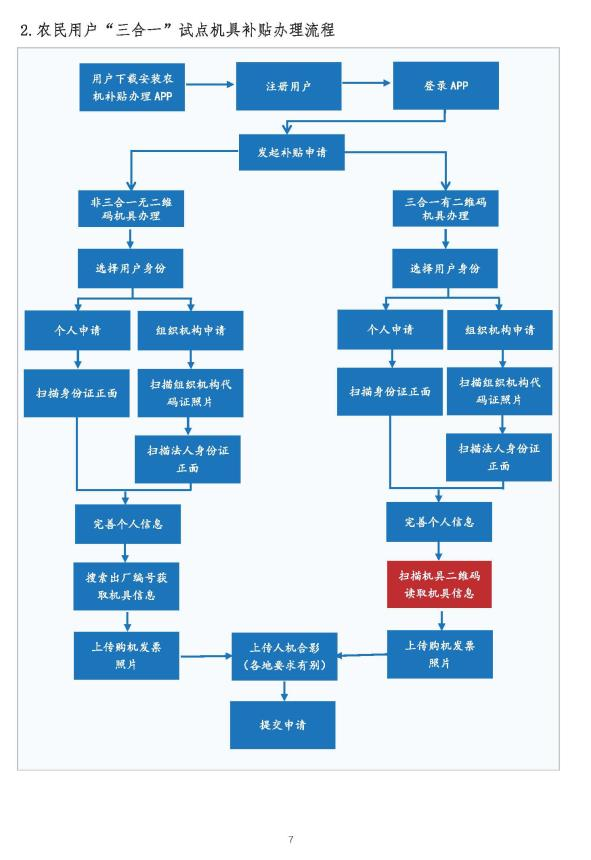 2.农民用户“三合一”试点机具补贴办理流程
用户下载安装农
机补贴办理 APP
注册用户
登录 APP
发起补贴申请
非三合一无二维
码机具办理
三合一有二维码
机具办理
选择用户身份
选择用户身份
个人申请
组织机构申请
个人申请
组织机构申请
扫描身份证正面
扫描组织机构代
码证照片
扫描身份证正面
扫描组织机构代
码证照片
扫描法人身份证
正面
扫描法人身份证
正面
完善个人信息
完善个人信息
搜索出厂编号获
取机具信息
扫描机具二维码
读取机具信息
上传购机发票
照片
上传人机合影
（各地要求有别）
上传购机发票
照片
提交申请
7